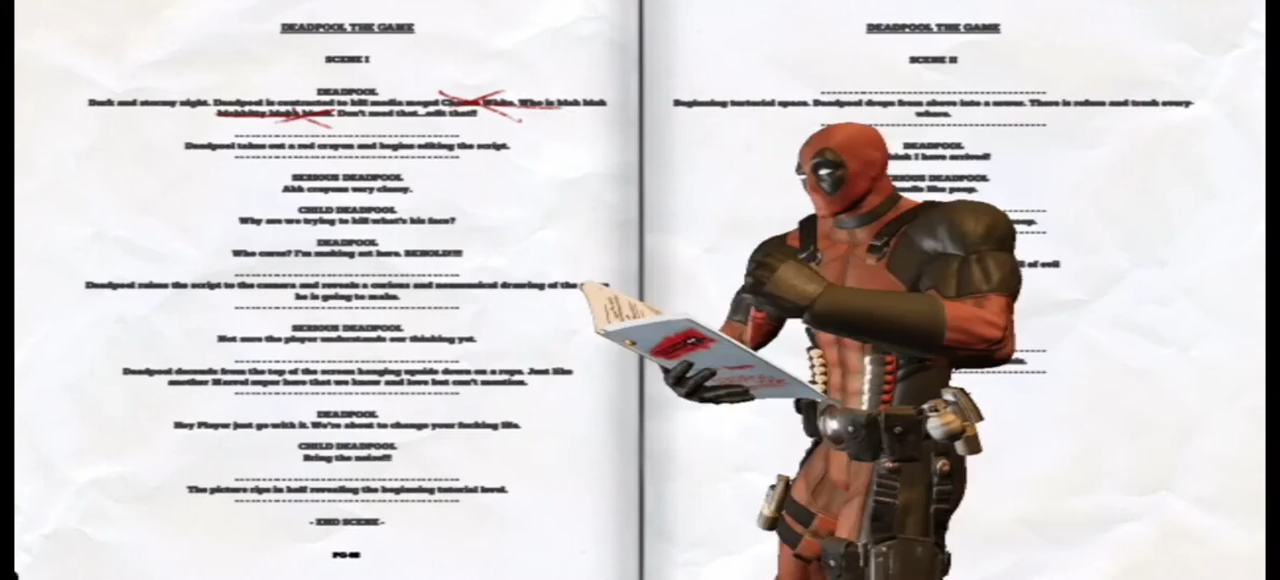 DEADPOOL THE GAME
SCENE I
DEADPOOL
Dark and stormy night. Deadpool is contracted to kill media mogul White. Who is blah blah
blahbitty blah blah. Don't need that...edit that!!
Deadpool takes out a red crayon and begins editing the script.
SERIOUS DEADPOOL
Ahh crayons very classy.
CHILD DEADPOOL
Why are we trying to kill what's his face?
DEADPOOL
Who cares? I'm making art here. BEHOLD!!!!
Deadpool raises the script to the camera and reveals a curious and nonsensical drawing of the
he is going to make.
SERIOUS DEADPOOL
Not sure the player understands our thinking yet.
Deadpool descends from the top of the screen hanging upside down on a rope. Just like
another Marvel super hero that we know and love but can't mention.
DEADPOOL
Hey Player just go with it. We're about to change your fucking life.
CHILD DEADPOOL
Bring the noise!!!
The picture rips in half revealing the beginning tutorial level.
- END SCENE -
DEADPOOL THE GAME
SCENE II
Beginning tutorial space. Deadpool drops from above into a sewer. There is refuse and trash every-
where.
DEADPOOL
I have arrived!
DEADPOOL
like poop.
of evil